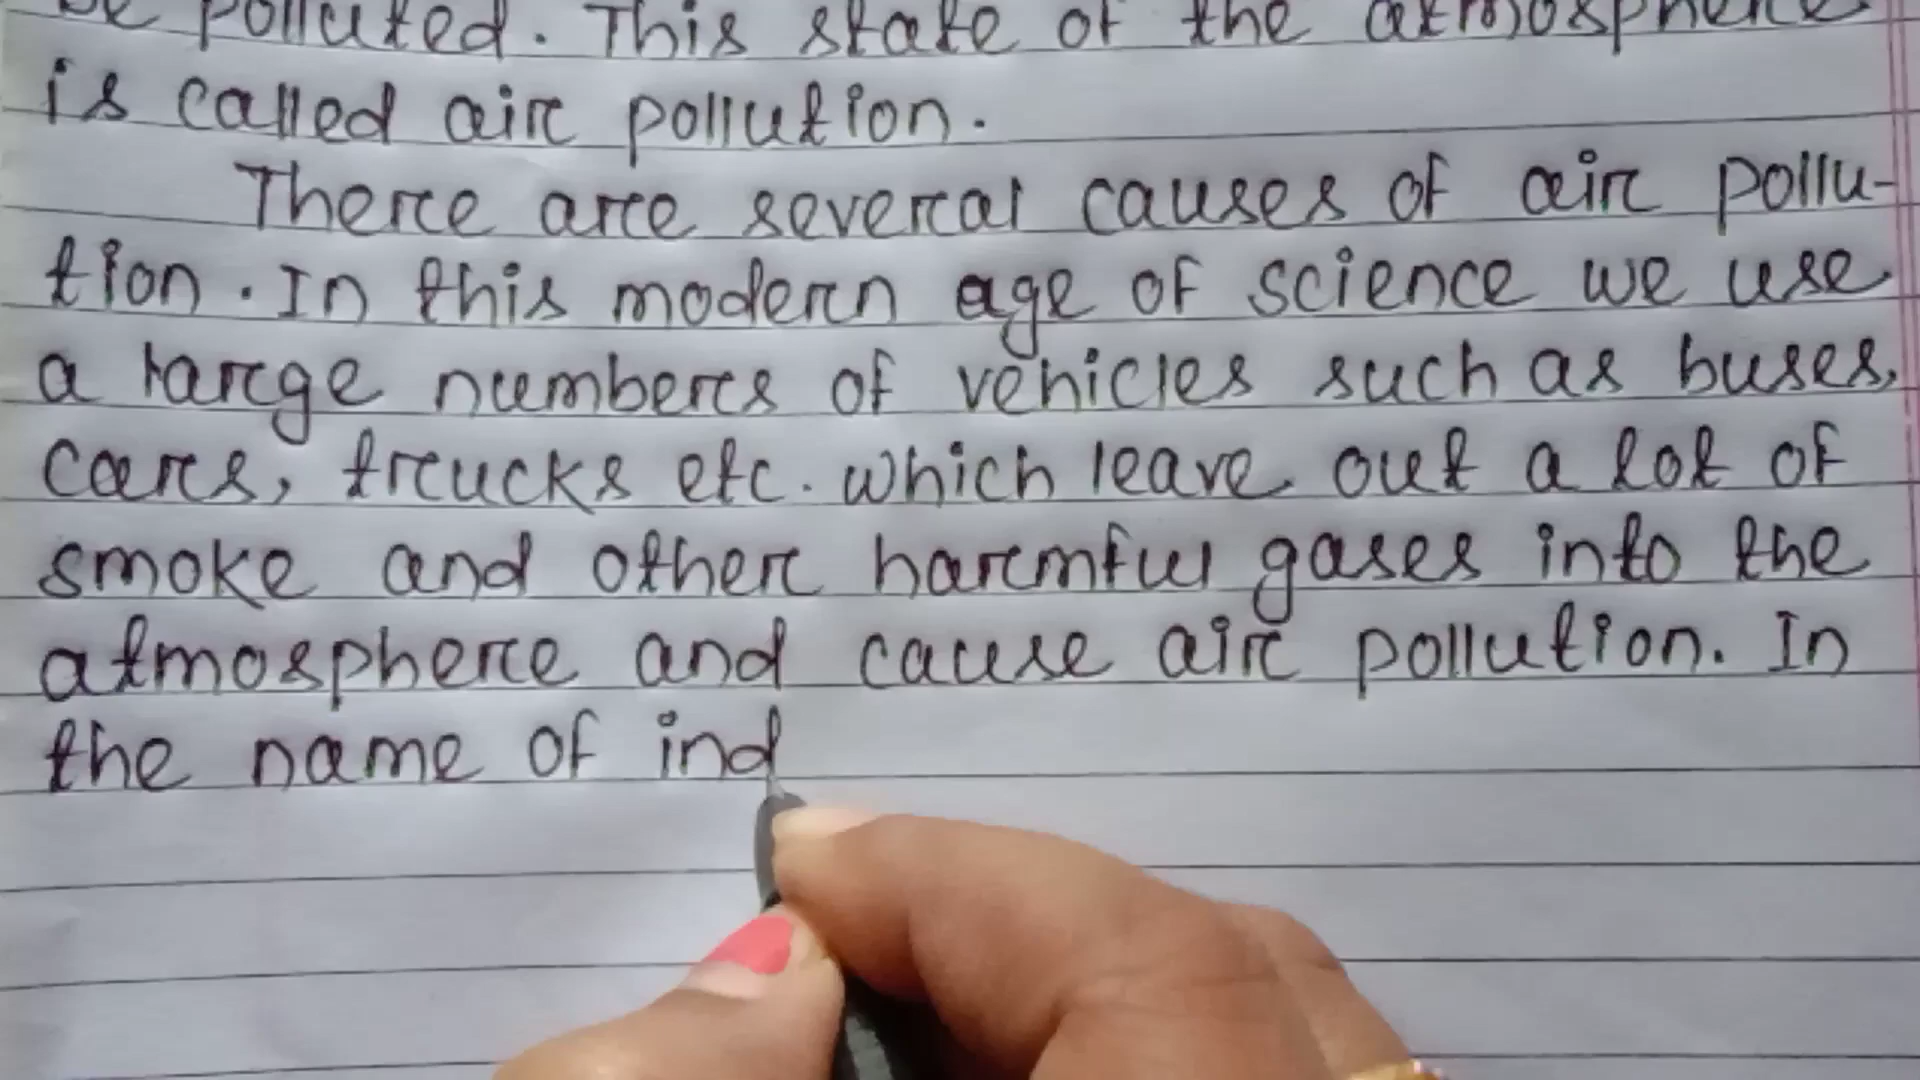 be polluted. This state of the atmosphere
is called air pollution.
There are several causes of air pollu-
tion. In this modern age of science we use
a large numbers of vehicles such as buses,
cars, trucks etc. which leave out a lot of
smoke and other harmful gases into the
atmosphere and cause air pollution. In
the name of ind